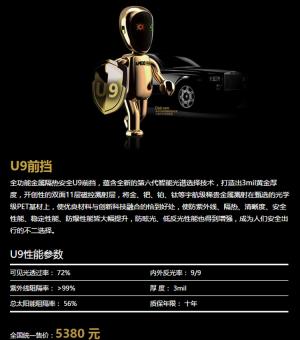 U9
U9前挡
全功能金属隔热安全U9前挡，蕴含全新的第六代智能光谱选择技术，打造出3mil黄金厚
度，开创性的双面11层磁控溅射层，将金、钯、铂、钛等宇航级稀贵金属溅射在甄选的光学
级PET基材上，使优良材料与创新科技融合的恰到好处，使防紫外线、隔热、清晰度、安全
性能、稳定性能、防爆性能皆大幅提升，防眩光、低反光性能也得到增强，成为人们安全出
行的不二选择。
U9性能参数
可见光透过率： 72% 内外反光率： 9/9
紫外线阻隔率： >99% 厚 度： 3mil
总太阳能阻隔率： 56% 质保年限： 十年
全国统一售价： 5380 元